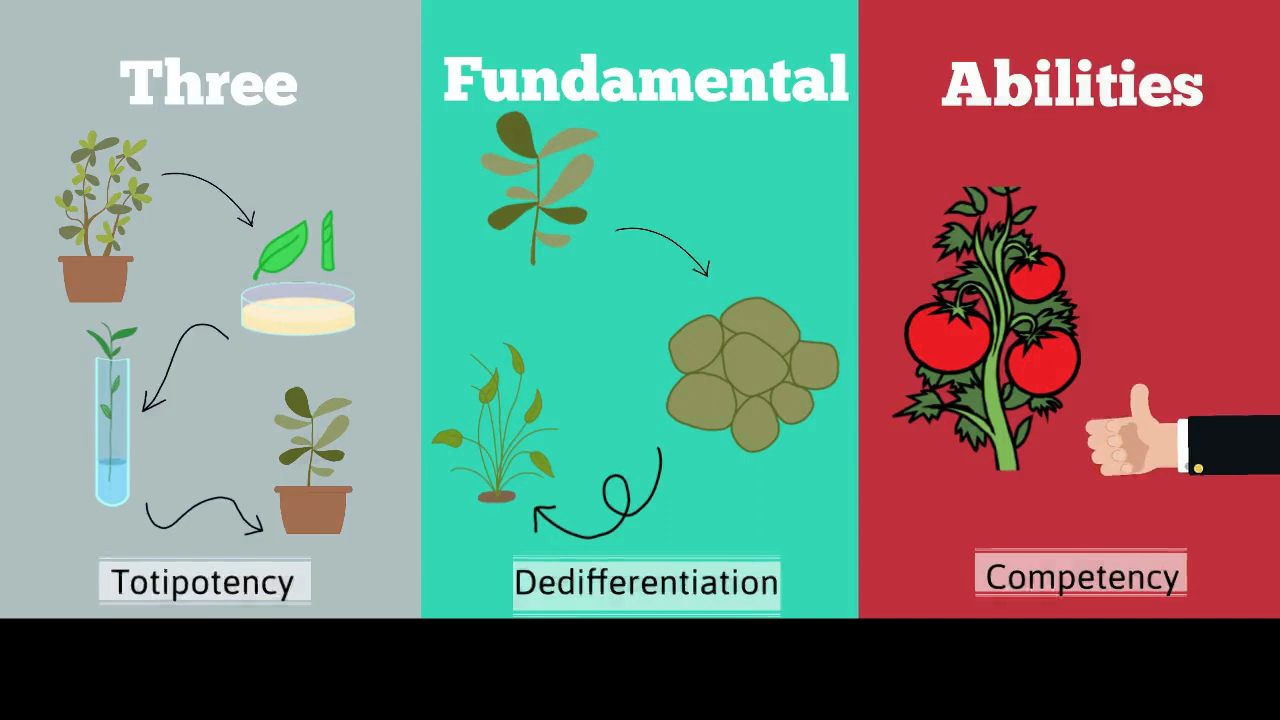 Three Fundamental Abilities
Totipotency
Dedifferentiation
Competency